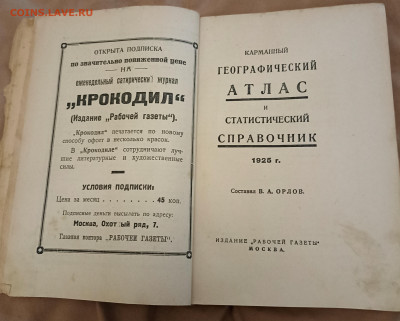 COINS.LAVE.RU
ОТКРЫТА ПОДПИСКА
по значительно пониженной цене
НА
еженедельный сатирический журнал
„КРОКОДИЛ“
(Издание „Рабочей газеты“).
„Крокодил“ печатается по новому
способу офсет в несколько красок.
В „Крокодиле“ сотрудничают луч-
шие литературные и художественные
силы.
УСЛОВИЯ ПОДПИСКИ:
Цена за месяц . . . . . . . . 45 коп.
Подписные деньги высылать по адресу:
Москва, Охотный ряд, 7.
Главная контора „РАБОЧЕЙ ГАЗЕТЫ“.
КАРМАННЫЙ
ГЕОГРАФИЧЕСКИЙ
АТЛАС
И
СТАТИСТИЧЕСКИЙ
СПРАВОЧНИК
1925 г.
Составил В. А. ОРЛОВ.
ИЗДАНИЕ „РАБОЧЕЙ ГАЗЕТЫ“
МОСКВА.